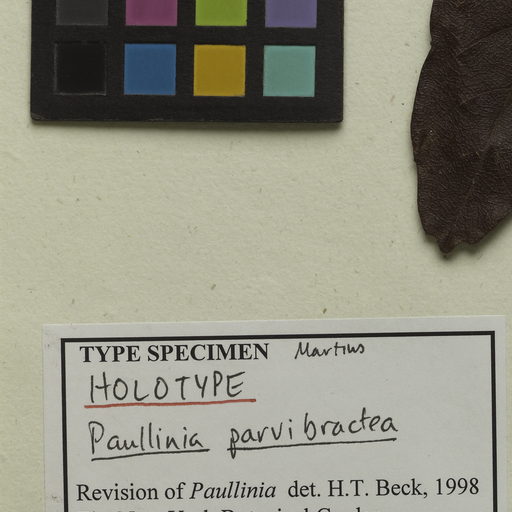 TYPE SPECIMEN Martius
HOLOTYPE
Paullinia parvibractea
Revision of Paullinia det. H.T. Beck, 1998